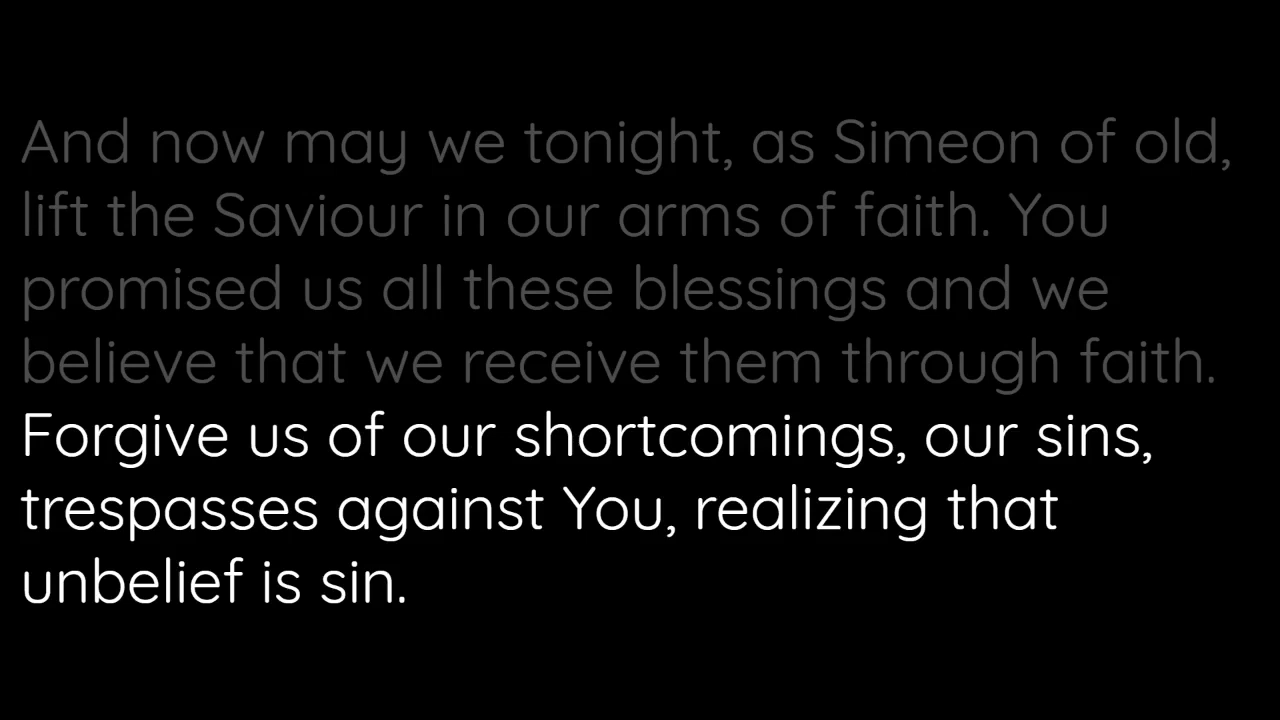 And now may we tonight, as Simeon of old,
lift the Saviour in our arms of faith. You
promised us all these blessings and we
believe that we receive them through faith.
Forgive us of our shortcomings, our sins,
trespasses against You, realizing that
unbelief is sin.